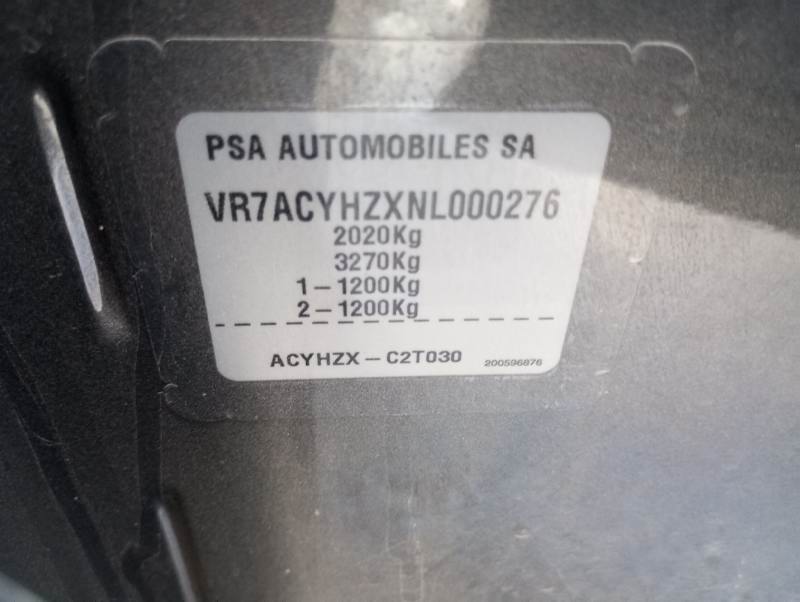 PSA AUTOMOBILES SA
VR7ACYHZXNL000276
2020Kg
3270Kg
1-1200Kg
2-1200Kg
ACYHZX-C2T030 200596876